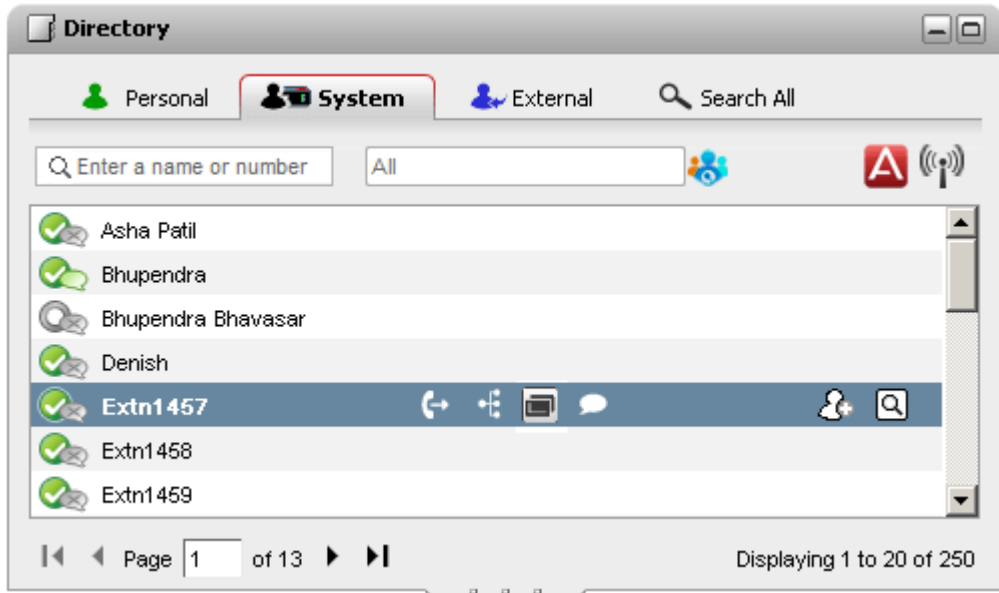 Directory
Personal System External Search All
Enter a name or number All A
Asha Patil
Bhupendra
Bhupendra Bhavasar
Denish
Extn1457
Extn1458
Extn1459
Page 1 of 13 Displaying 1 to 20 of 250